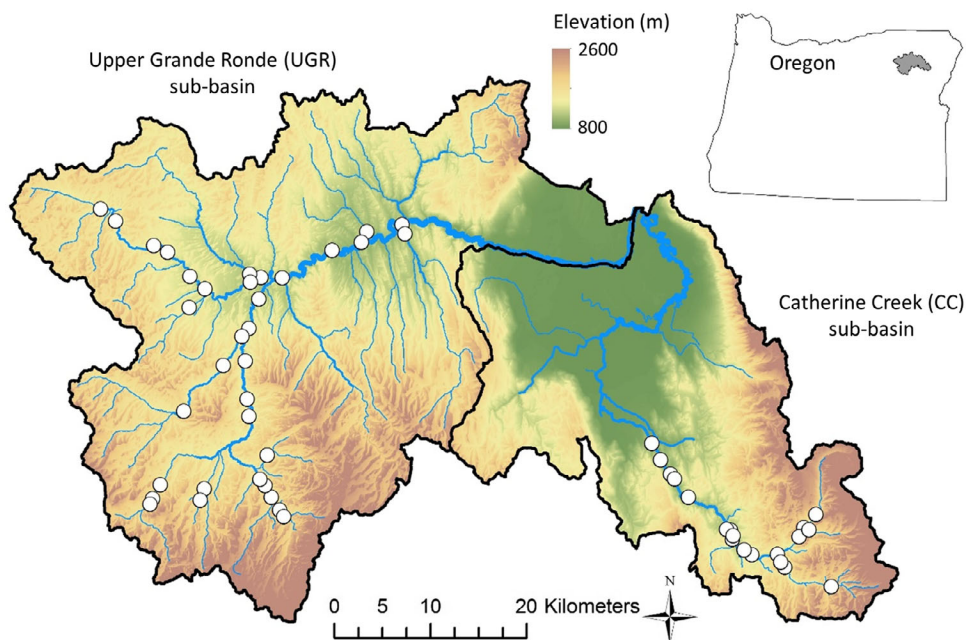 Elevation (m)
2600
800
Upper Grande Ronde (UGR)
sub-basin
Oregon
Catherine Creek (CC)
sub-basin
N
0 5 10 20 Kilometers